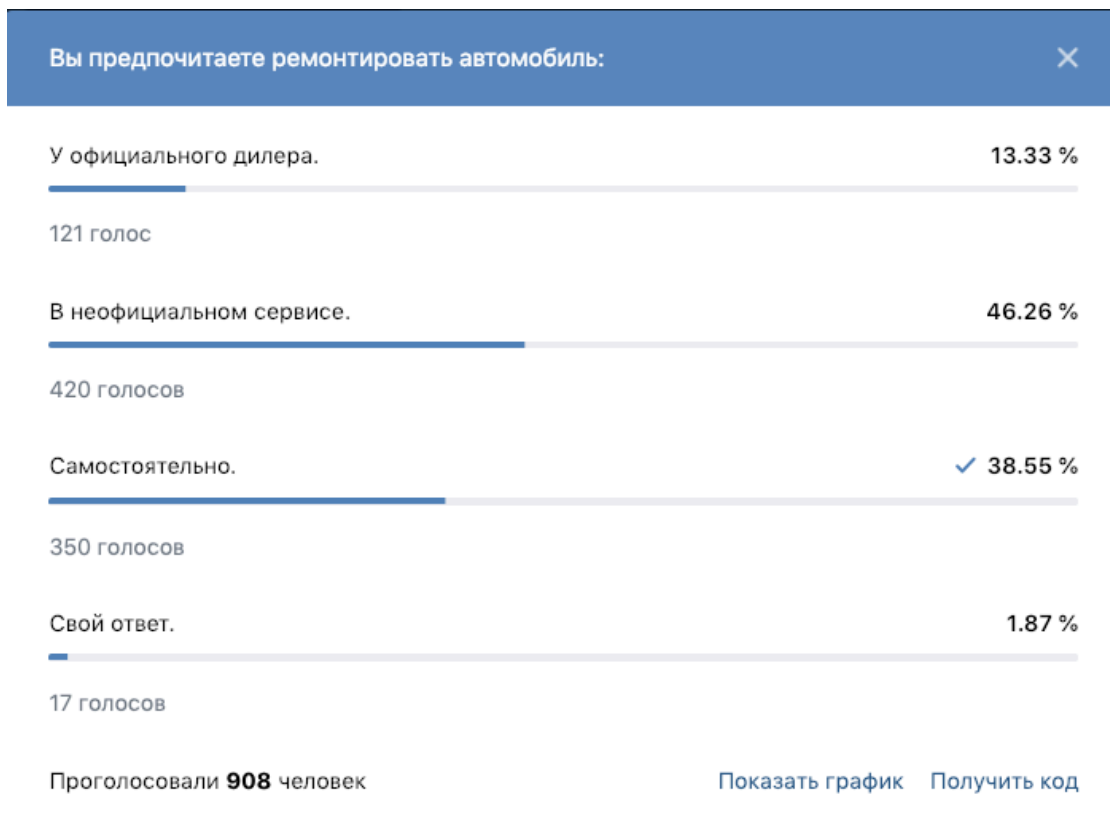 Вы предпочитаете ремонтировать автомобиль:
У официального дилера. 13.33 %
121 голос
В неофициальном сервисе. 46.26 %
420 голосов
Самостоятельно. 38.55 %
350 голосов
Свой ответ. 1.87 %
17 голосов
Проголосовали 908 человек Показать график Получить код